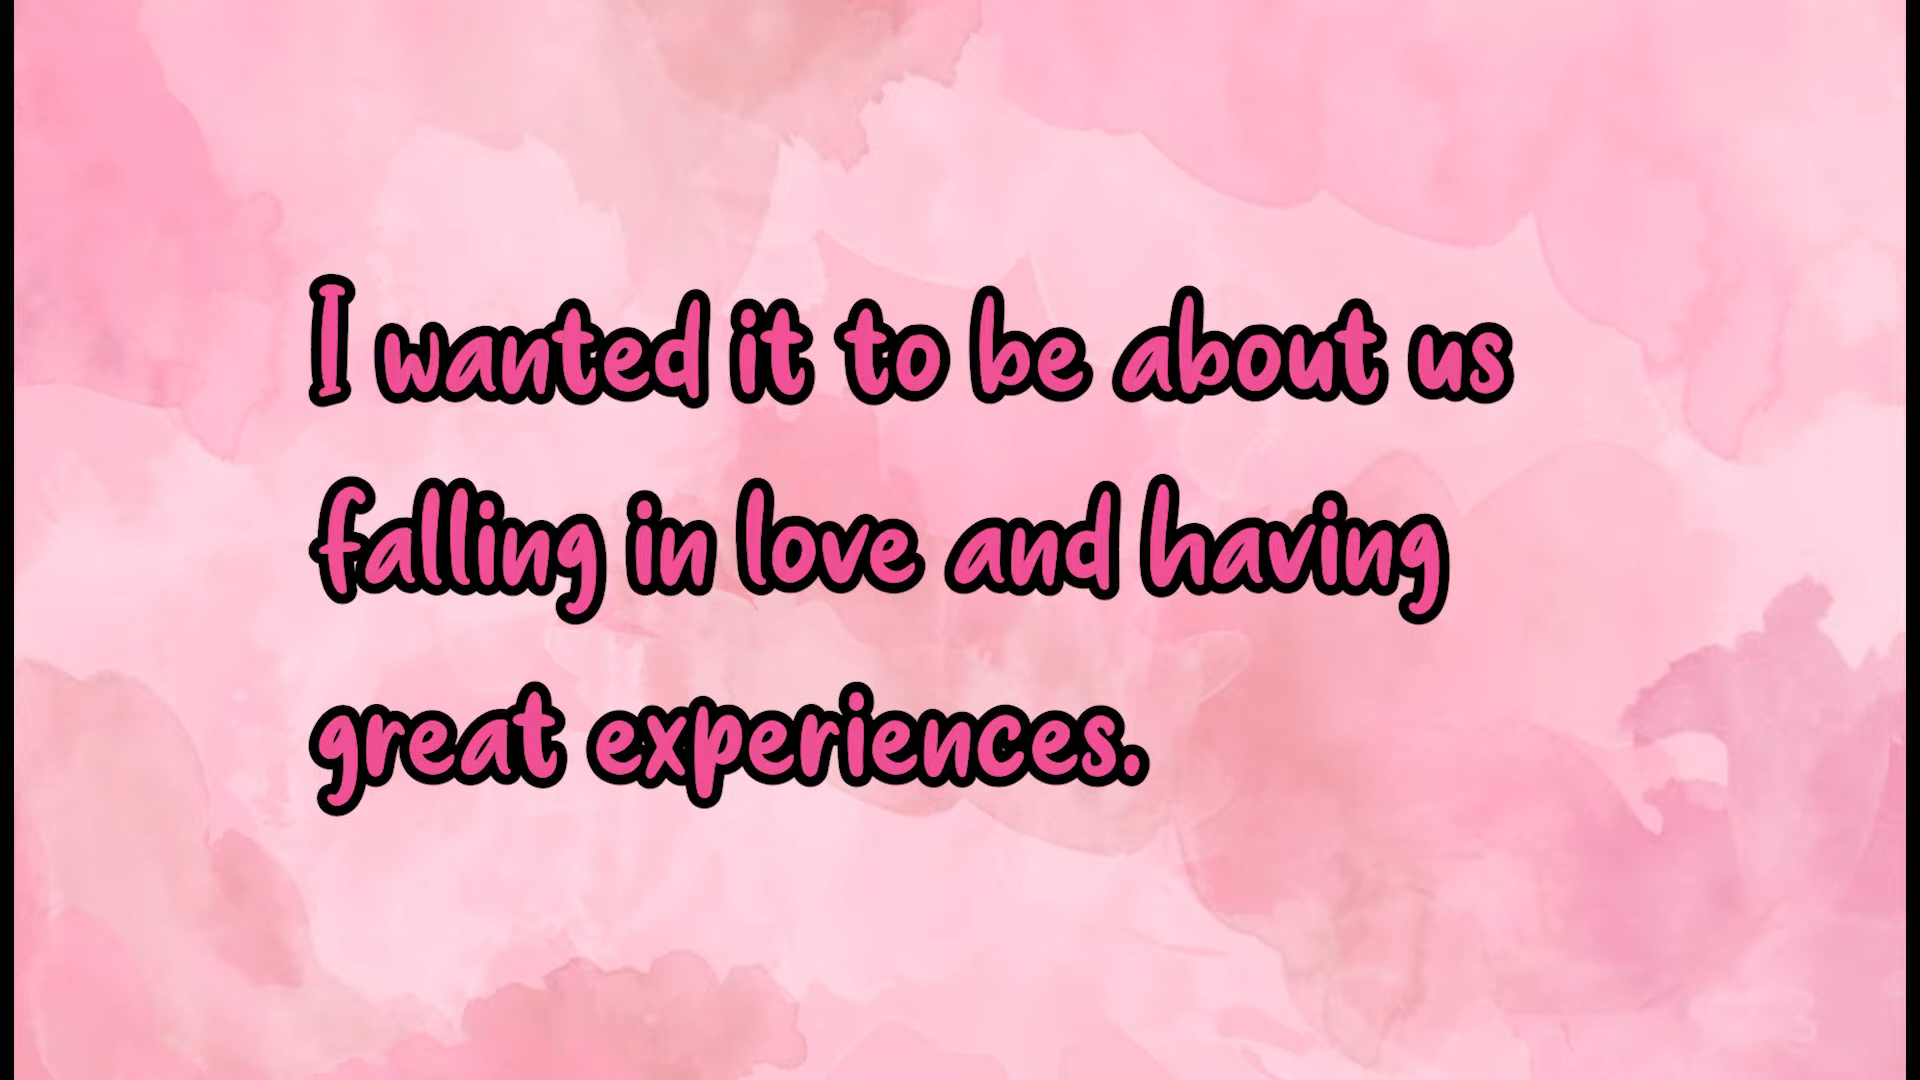 I wanted it to be about us
falling in love and having
great experiences.